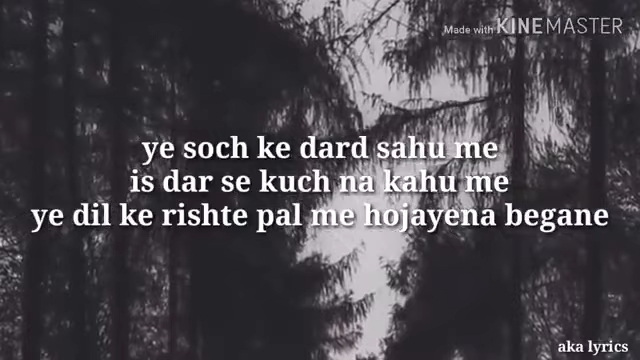 Made with KINEMASTER
ye soch ke dard sahu me
is dar se kuch na kahu me
ye dil ke rishte pal me hojayena begane
aka lyrics